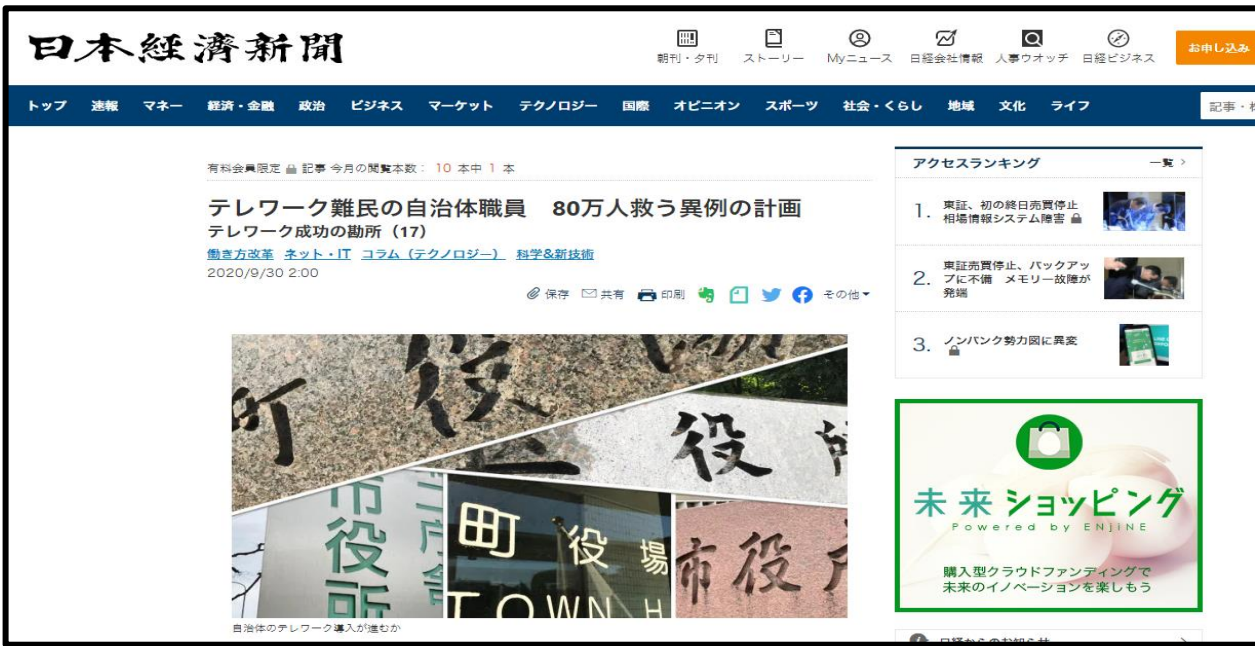 日本経済新聞
朝刊・夕刊
ストーリー
Myニュース
日経会社情報
人事ウオッチ
日経ビジネス
お申し込み
トップ 速報 マネー 経済・金融 政治 ビジネス マーケット テクノロジー 国際 オピニオン スポーツ 社会・くらし 地域 文化 ライフ
記事・株
有料会員限定 記事 今月の閲覧本数： 10 本中 1 本
テレワーク難民の自治体職員 80万人救う異例の計画
テレワーク成功の勘所（17）
働き方改革 ネット・IT コラム（テクノロジー） 科学&新技術
2020/9/30 2:00
保存 共有 印刷 その他▼
町役場
役所
市役所
町役場
TOWN H
市役所
自治体のテレワーク導入が進むか
アクセスランキング 一覧 >
1. 東証、初の終日売買停止
相場情報システム障害
2. 東証売買停止、バックアッ
プに不備 メモリー故障が
発端
3. ノンバンク勢力図に異変
未来ショッピング
Powered by ENjiNE
購入型クラウドファンディングで
未来のイノベーションを楽しもう
日経からのお知らせ